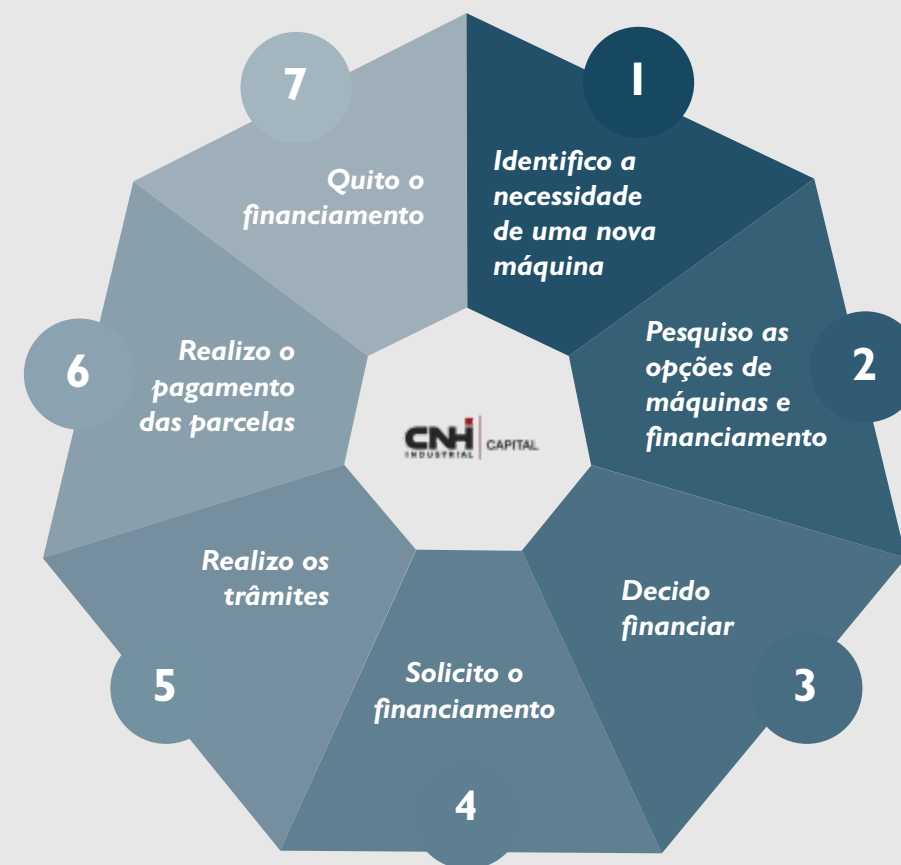 1
Identifico a
necessidade
de uma nova
máquina
2
Pesquiso as
opções de
máquinas e
financiamento
3
Decido
financiar
4
Solicito o
financiamento
5
Realizo os
trâmites
6
Realizo o
pagamento
das parcelas
7
Quito o
financiamento
CNH
INDUSTRIAL
CAPITAL